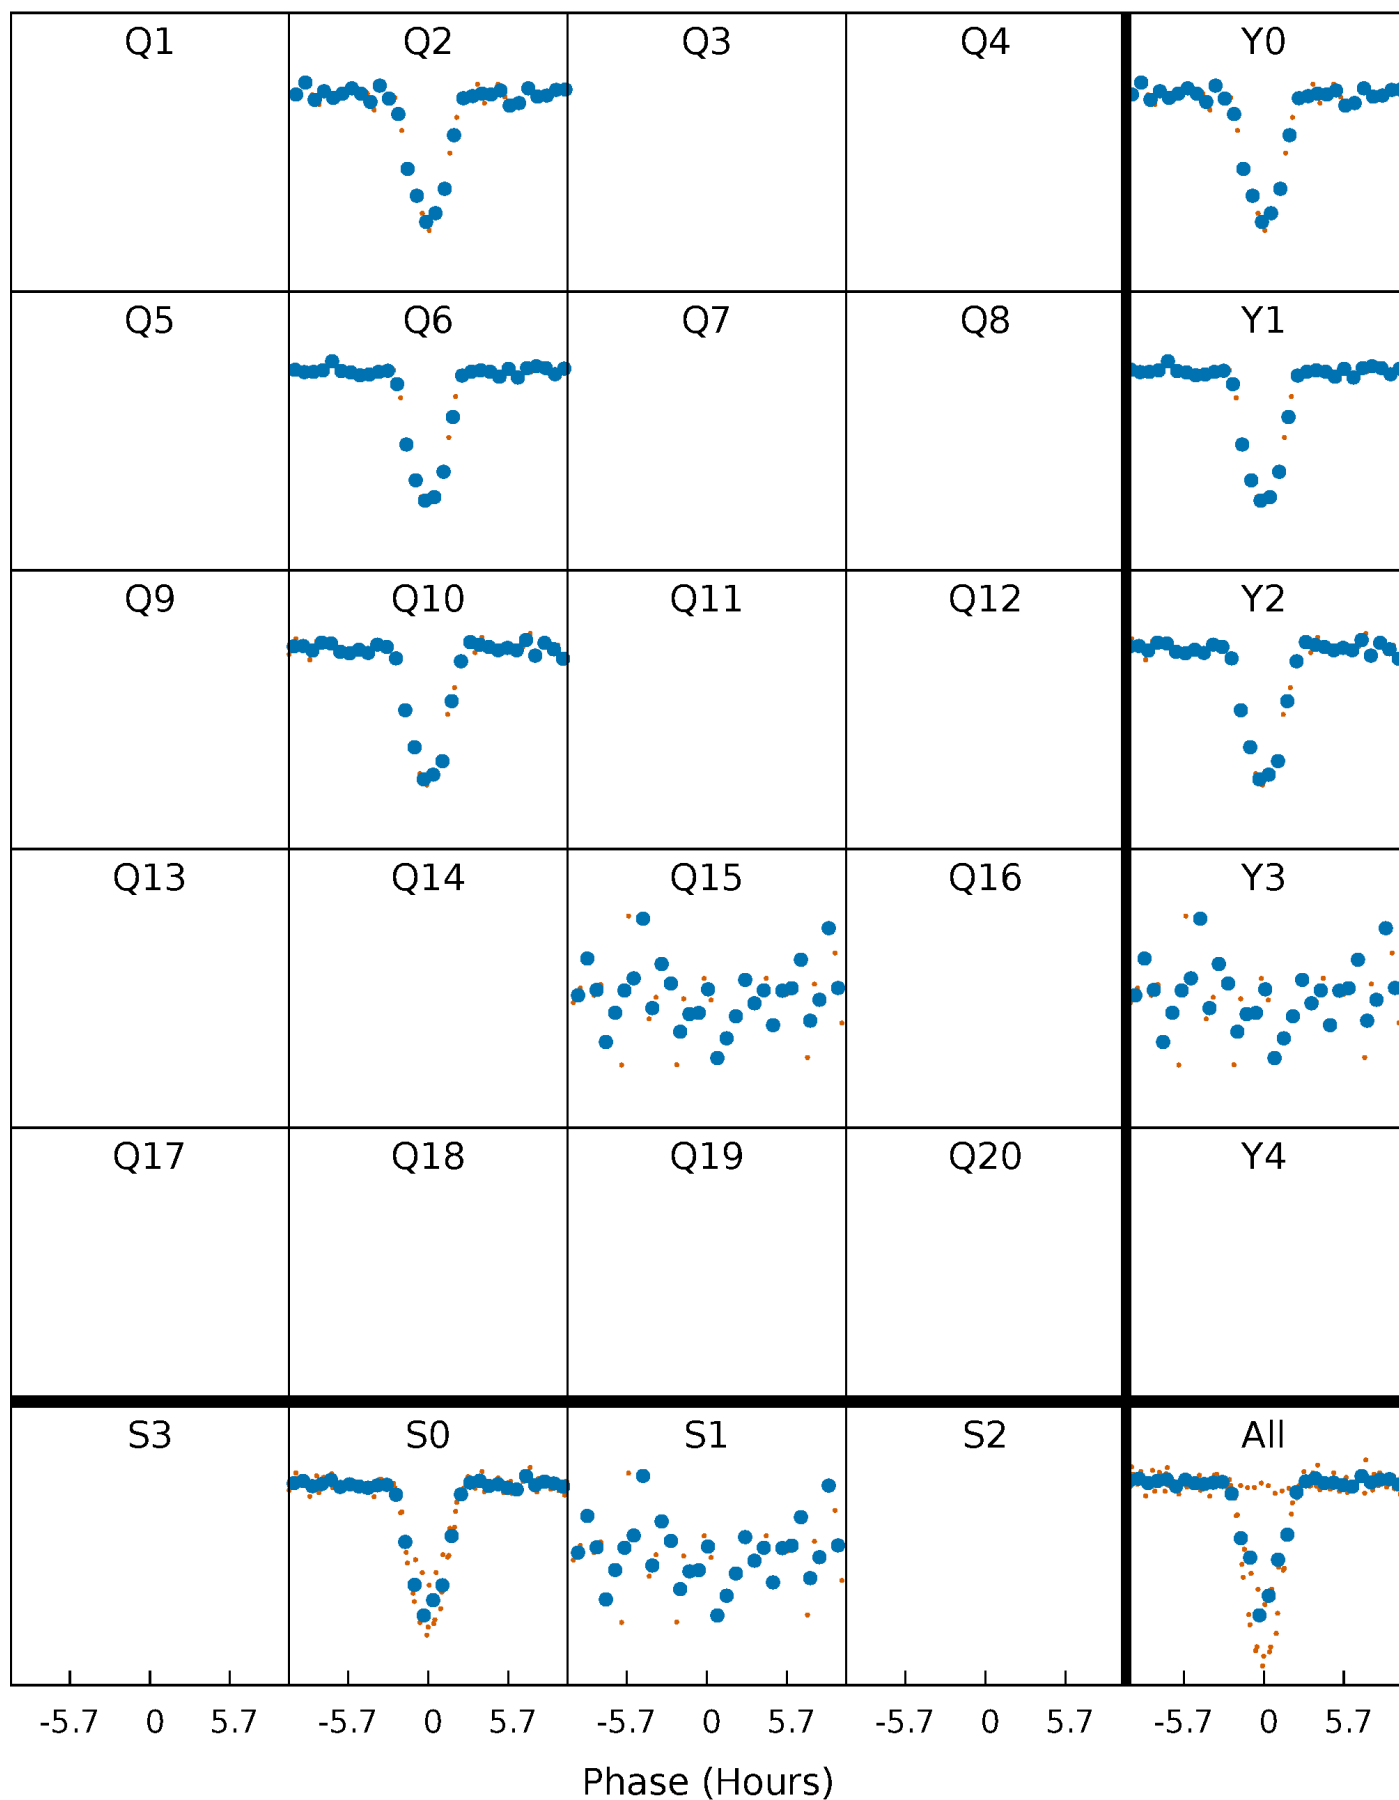 Q1 Q2 Q3 Q4 Y0
Q5 Q6 Q7 Q8 Y1
Q9 Q10 Q11 Q12 Y2
Q13 Q14 Q15 Q16 Y3
Q17 Q18 Q19 Q20 Y4
S3 S0 S1 S2 All
-5.7 0 5.7 -5.7 0 5.7 -5.7 0 5.7 -5.7 0 5.7 -5.7 0 5.7
Phase (Hours)